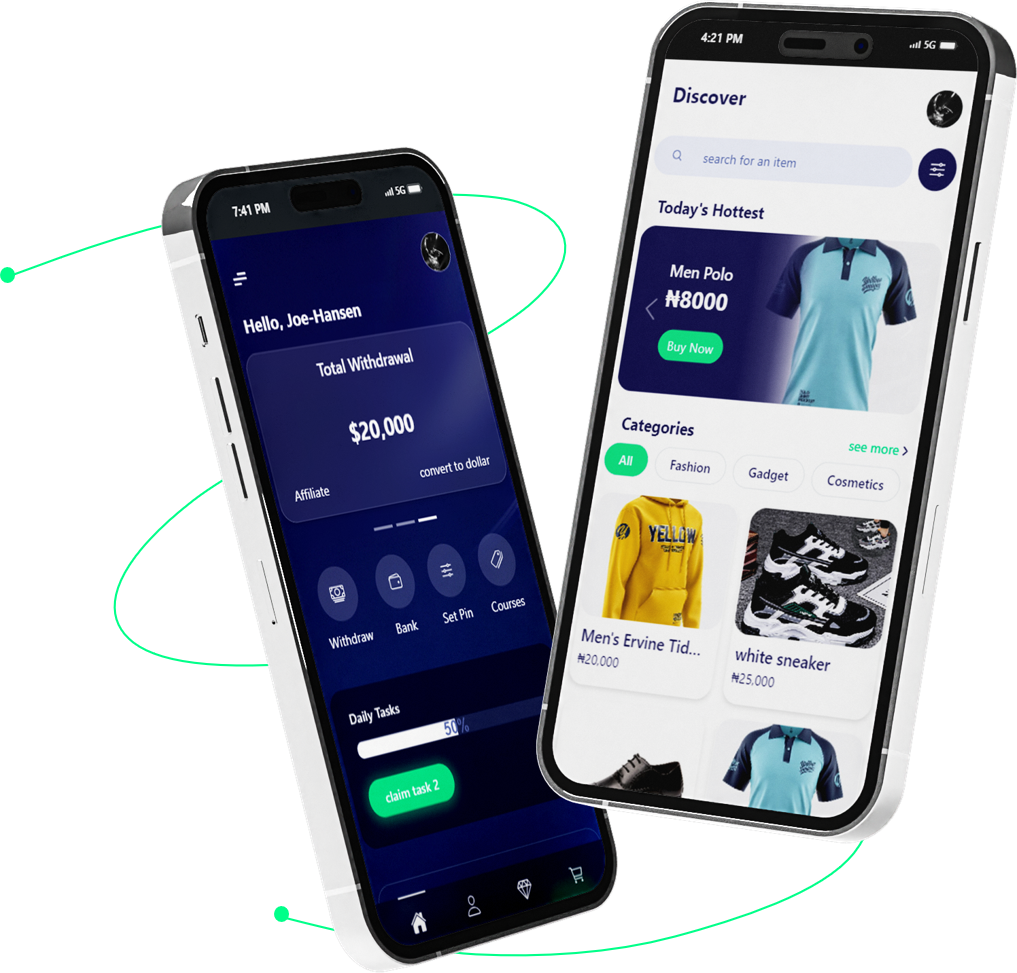 7:41 PM
5G
Hello, Joe-Hansen
Total Withdrawal
$20,000
convert to dollar
Affiliate
Withdraw
Bank
Set Pin
Courses
Daily Tasks
50%
claim task 2
4:21 PM
5G
Discover
search for an item
Today's Hottest
Men Polo
₦8000
Buy Now
Categories
see more
All
Fashion
Gadget
Cosmetics
YELLOW
Men's Ervine Tid...
₦20,000
white sneaker
₦25,000